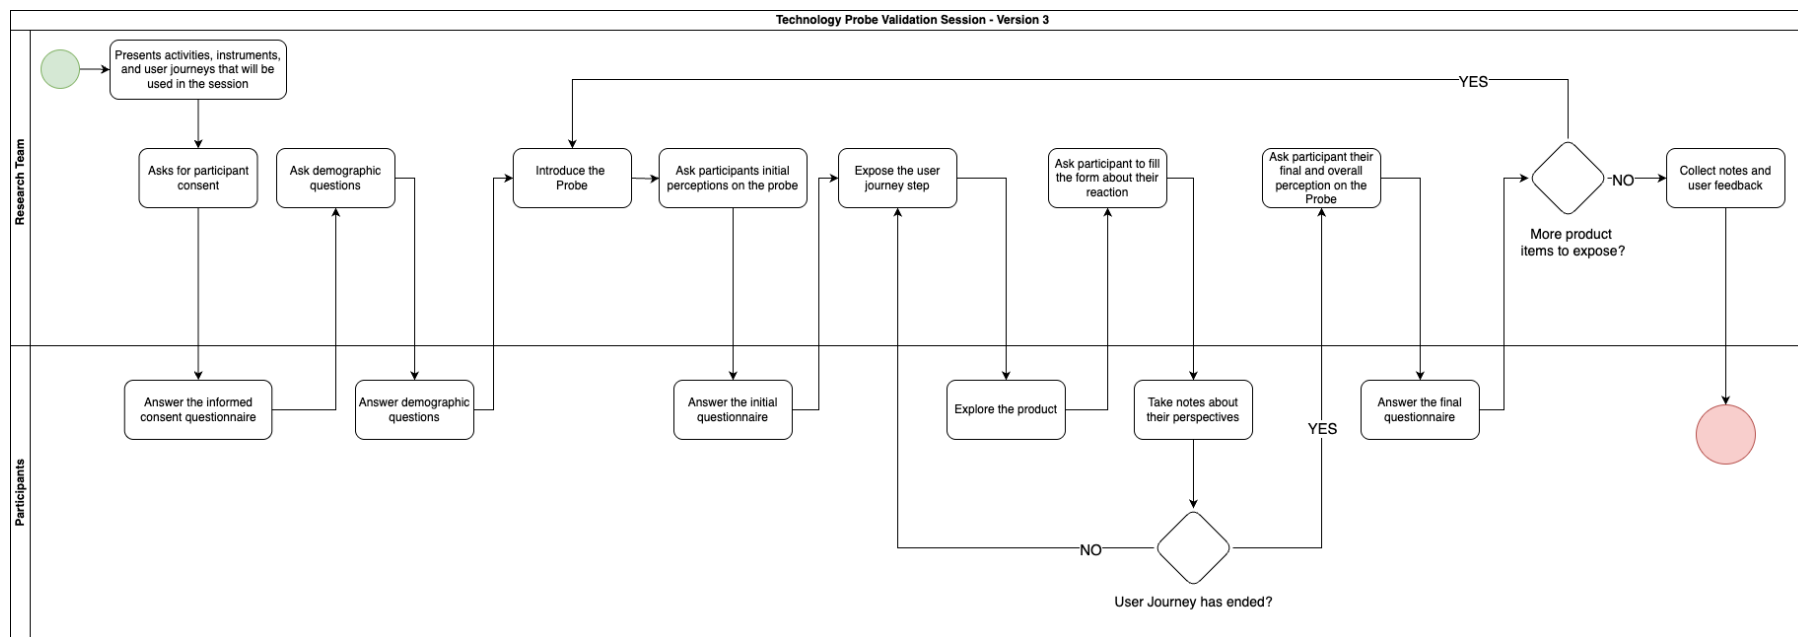 Technology Probe Validation Session - Version 3
Research Team
Presents activities, instruments,
and user journeys that will be
used in the session
YES
Asks for participant
consent
Ask demographic
questions
Introduce the
Probe
Ask participants initial
perceptions on the probe
Expose the user
journey step
Ask participant to fill
the form about their
reaction
Ask participant their
final and overall
perception on the
Probe
NO
Collect notes and
user feedback
More product
items to expose?
Participants
Answer the informed
consent questionnaire
Answer demographic
questions
Answer the initial
questionnaire
Explore the product
Take notes about
their perspectives
YES
Answer the final
questionnaire
NO
User Journey has ended?